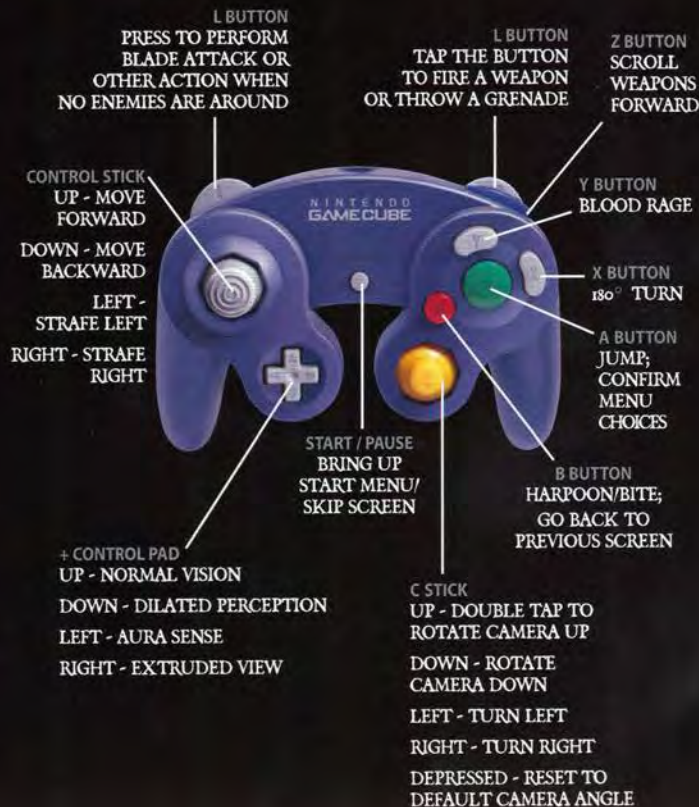 L BUTTON
PRESS TO PERFORM
BLADE ATTACK OR
OTHER ACTION WHEN
NO ENEMIES ARE AROUND
L BUTTON
TAP THE BUTTON
TO FIRE A WEAPON
OR THROW A GRENADE
Z BUTTON
SCROLL
WEAPONS
FORWARD
CONTROL STICK
UP - MOVE
FORWARD
DOWN - MOVE
BACKWARD
LEFT -
STRAFE LEFT
RIGHT - STRAFE
RIGHT
NINTENDO
GAMECUBE
Y BUTTON
BLOOD RAGE
X BUTTON
180° TURN
A BUTTON
JUMP;
CONFIRM
MENU
CHOICES
START / PAUSE
BRING UP
START MENU/
SKIP SCREEN
B BUTTON
HARPOON/BITE;
GO BACK TO
PREVIOUS SCREEN
+ CONTROL PAD
UP - NORMAL VISION
DOWN - DILATED PERCEPTION
LEFT - AURA SENSE
RIGHT - EXTRUDED VIEW
C STICK
UP - DOUBLE TAP TO
ROTATE CAMERA UP
DOWN - ROTATE
CAMERA DOWN
LEFT - TURN LEFT
RIGHT - TURN RIGHT
DEPRESSED - RESET TO
DEFAULT CAMERA ANGLE